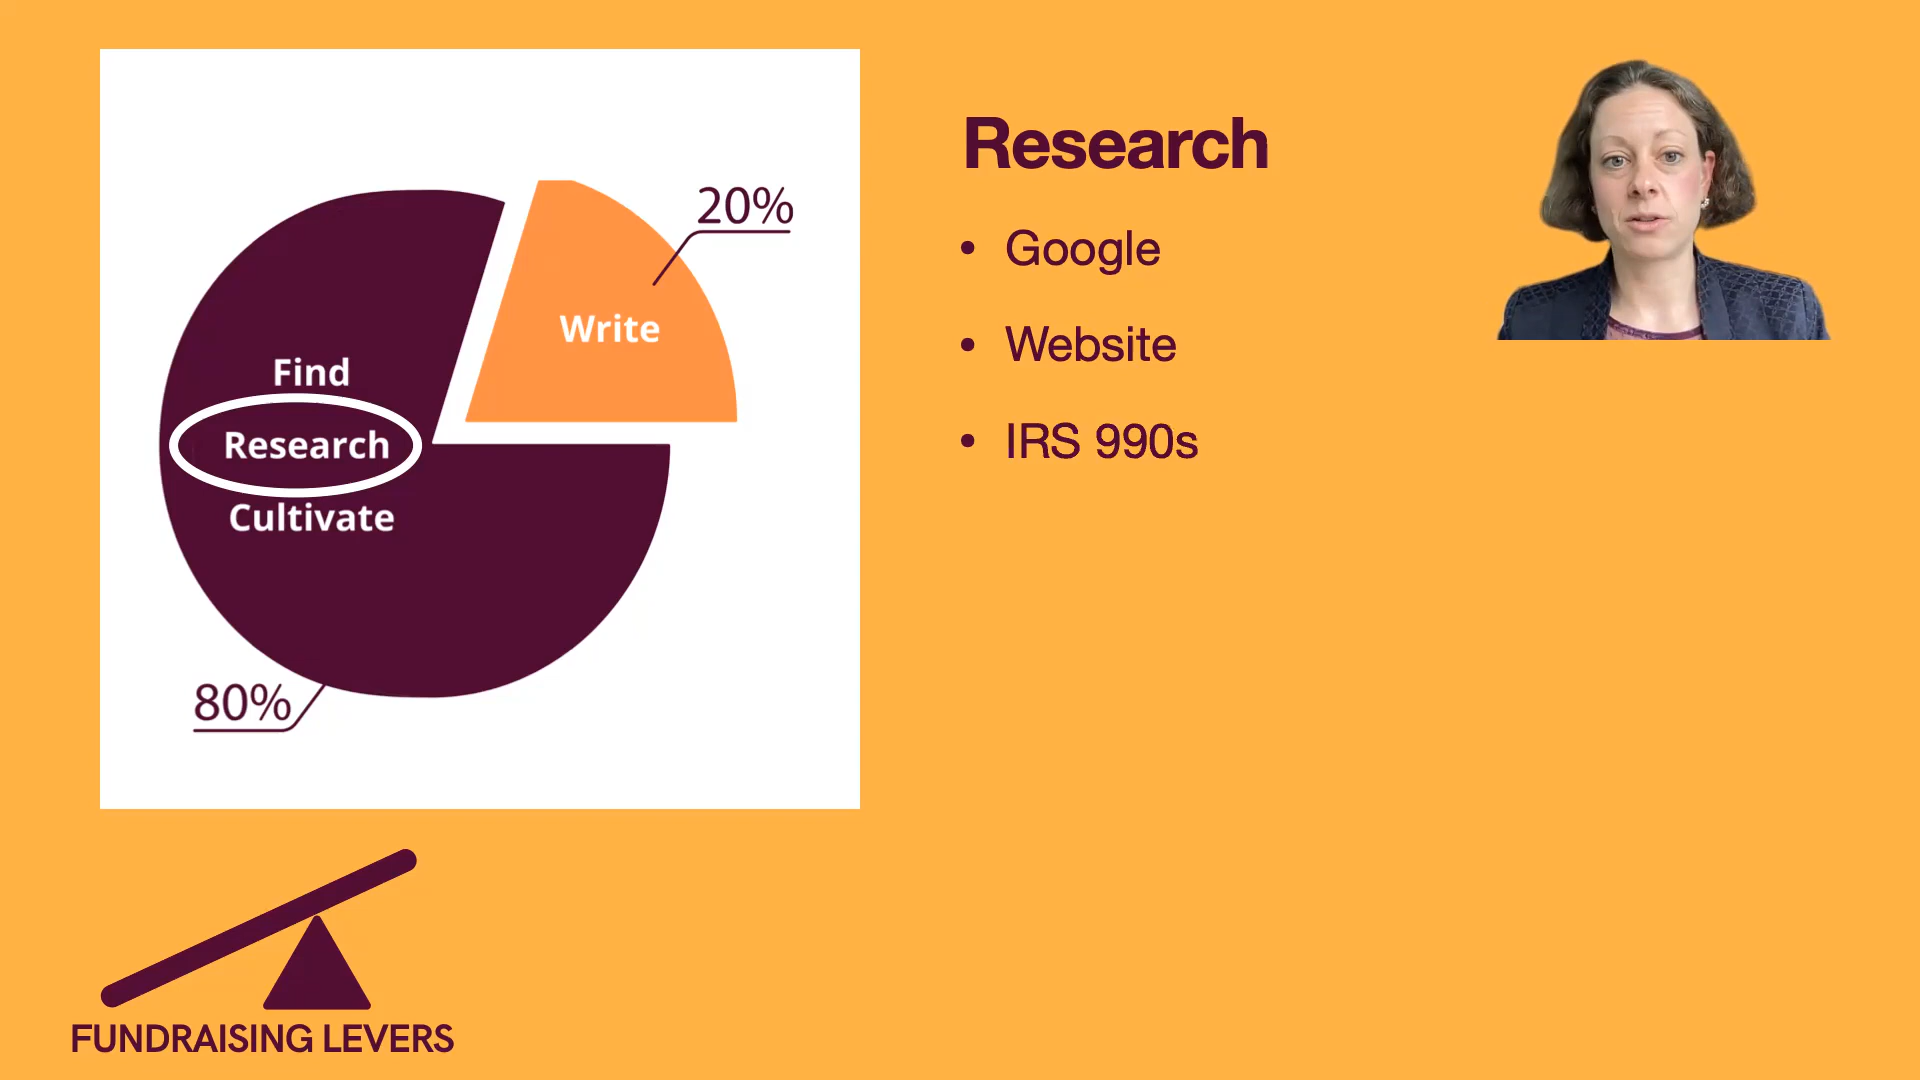 20%
Write
Find
Research
Cultivate
80%
FUNDRAISING LEVERS
Research
• Google
• Website
• IRS 990s